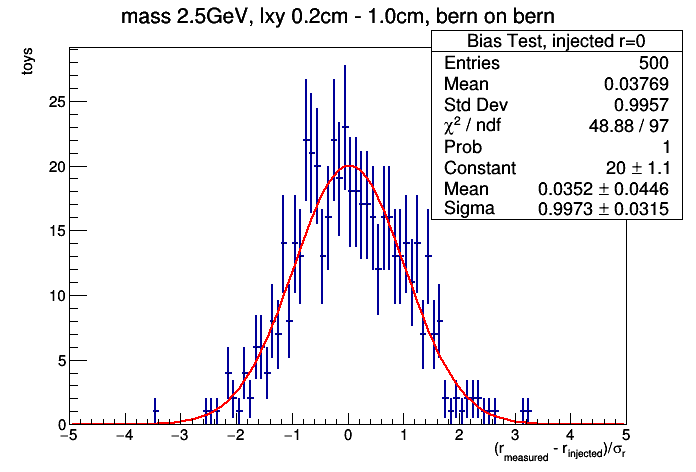 mass 2.5GeV, lxy 0.2cm - 1.0cm, bern on bern
Bias Test, injected r=0
Entries 500
Mean 0.03769
Std Dev 0.9957
χ² / ndf 48.88 / 97
Prob 1
Constant 20 ± 1.1
Mean 0.0352 ± 0.0446
Sigma 0.9973 ± 0.0315
toys
25
20
15
10
5
0
−5 −4 −3 −2 −1 0 1 2 3 4 5
(r_measured - r_injected)/σ_r